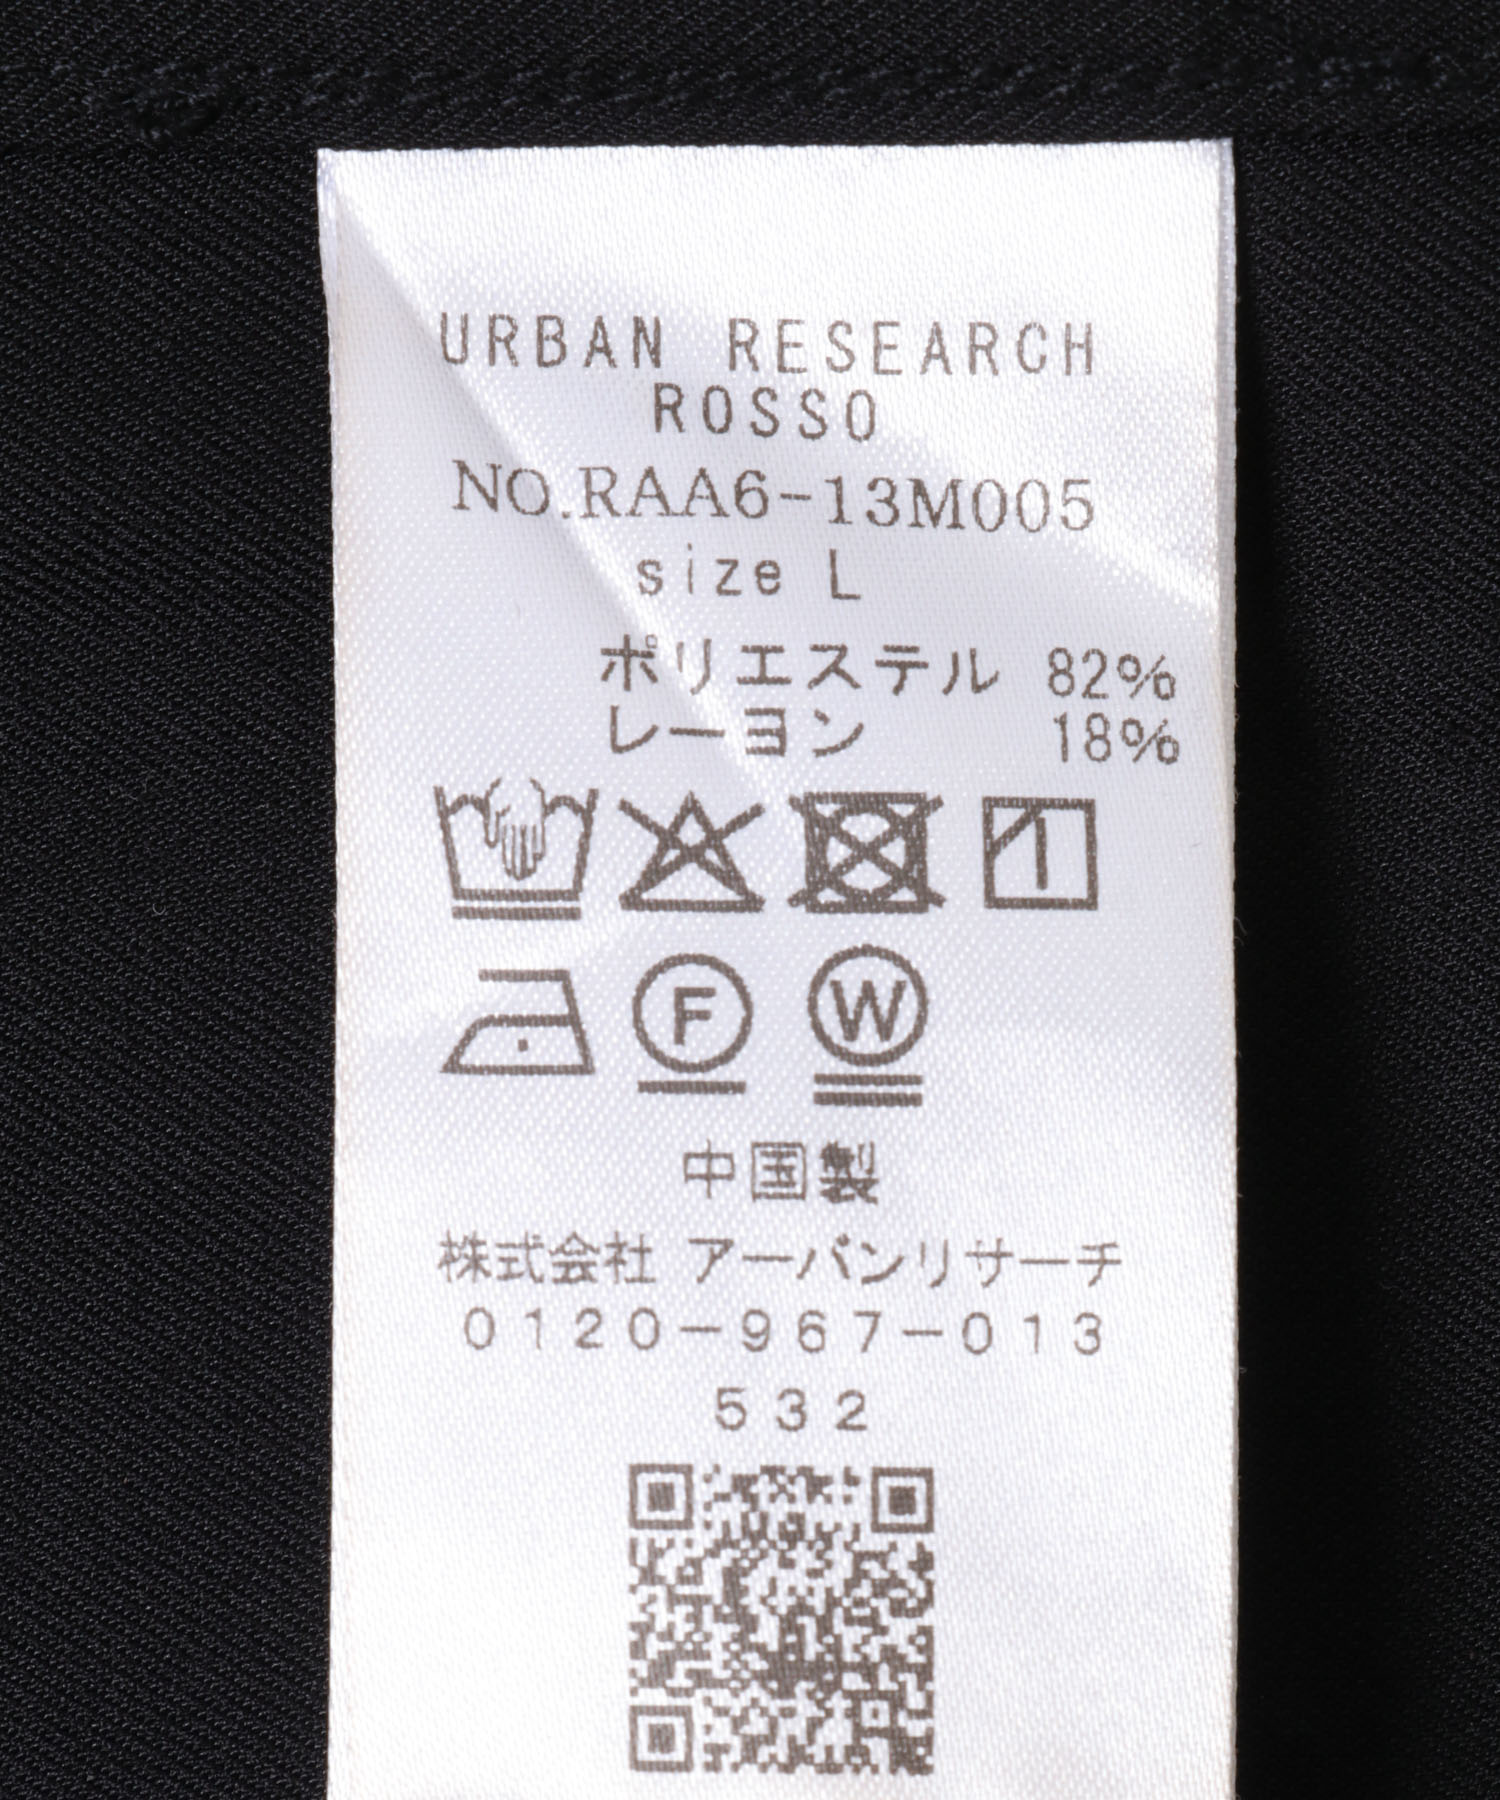 URBAN RESEARCH
ROSSO
NO.RAA6-13M005
size L
ポリエステル 82%
レーヨン 18%
F W
中国製
株式会社 アーバンリサーチ
0120-967-013
532